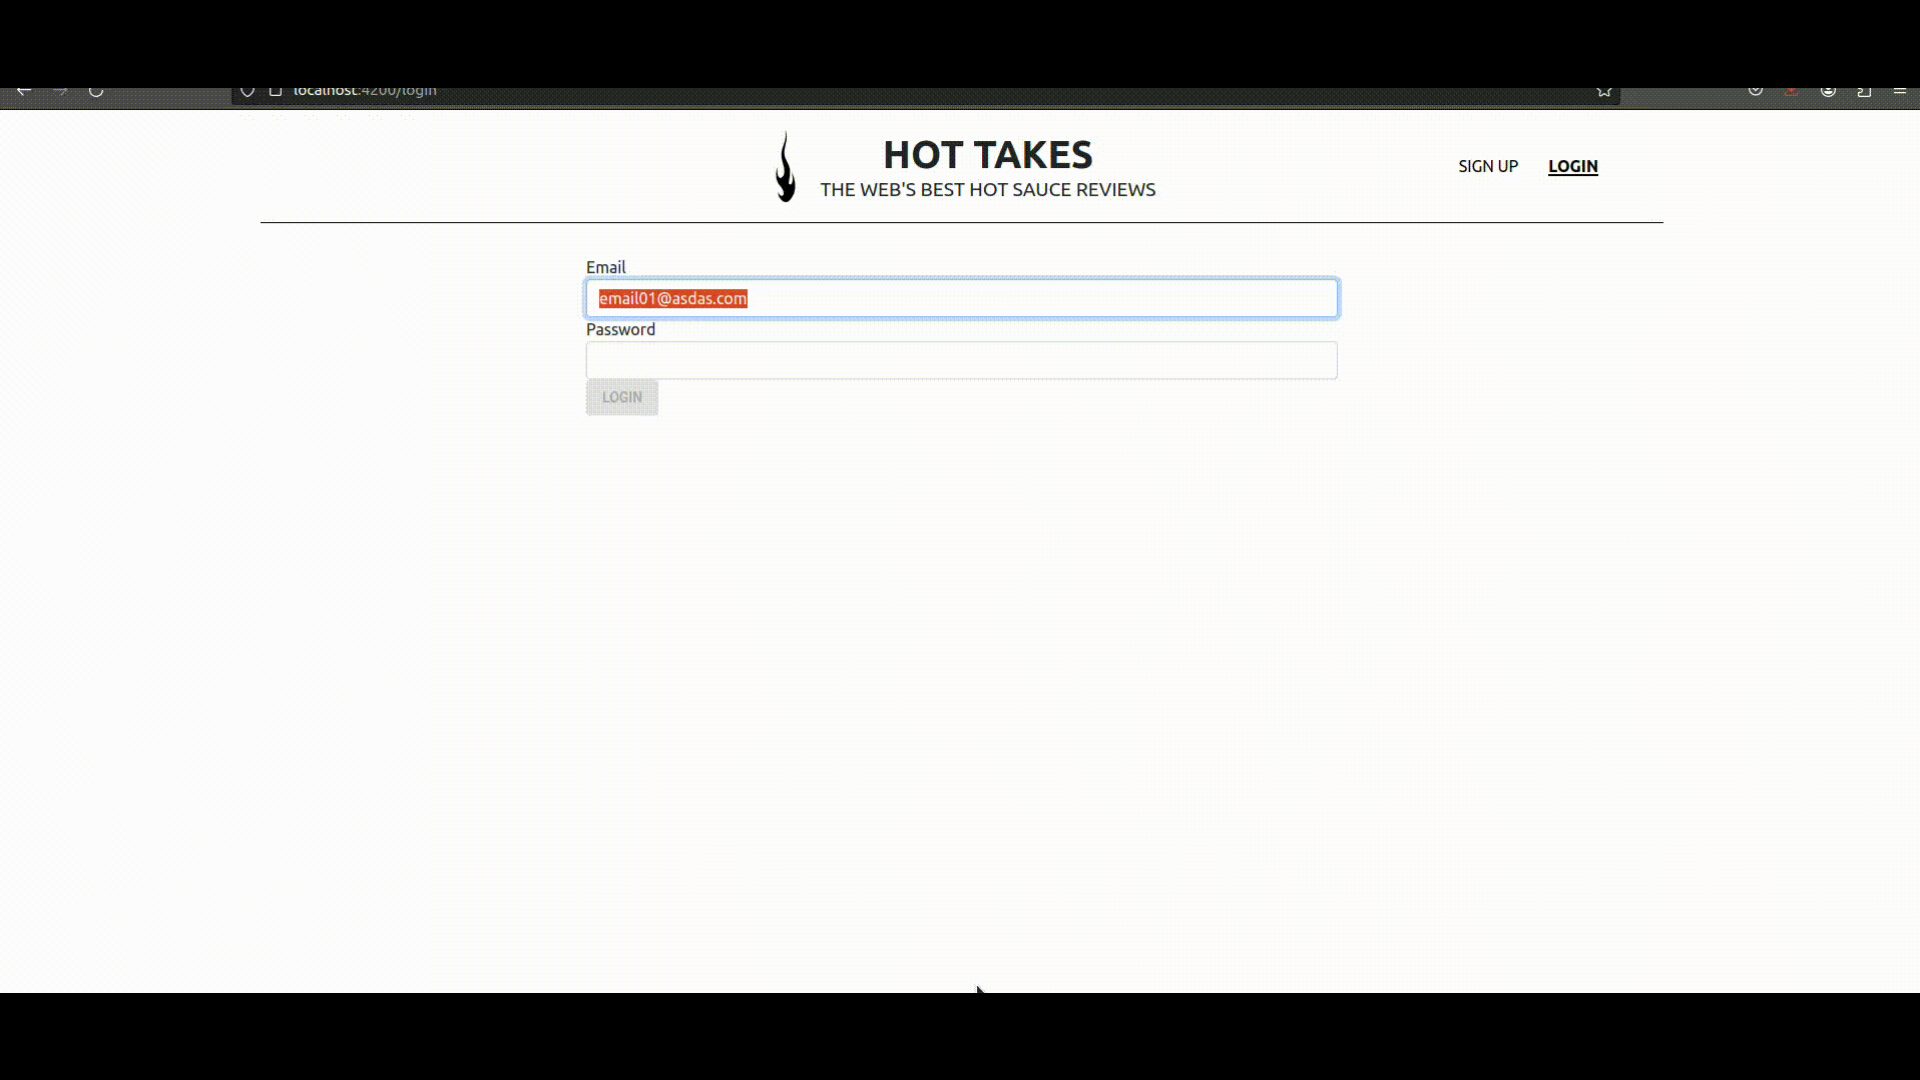 localhost:4200/login
HOT TAKES
THE WEB'S BEST HOT SAUCE REVIEWS
SIGN UP
LOGIN
Email
email01@asdas.com
Password
LOGIN